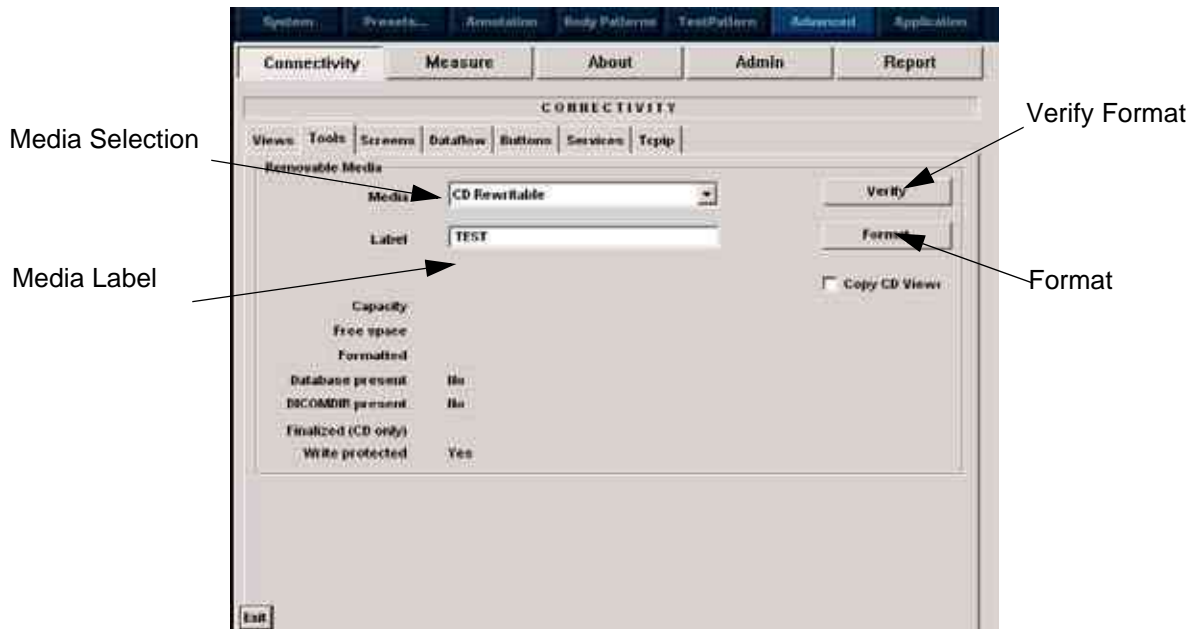 System Presets... Annotation Body Patterns TestPattern Advanced Application
Connectivity Measure About Admin Report
CONNECTIVITY
Verify Format
Media Selection
Views Tools Screens Dataflow Buttons Services Tcpip
Removable Media
Media CD Rewritable Verify
Label TEST Format
Media Label
Copy CD Viewer
Format
Capacity
Free space
Formatted
Database present No
DICOMDIR present No
Finalized (CD only)
Write protected Yes
Exit